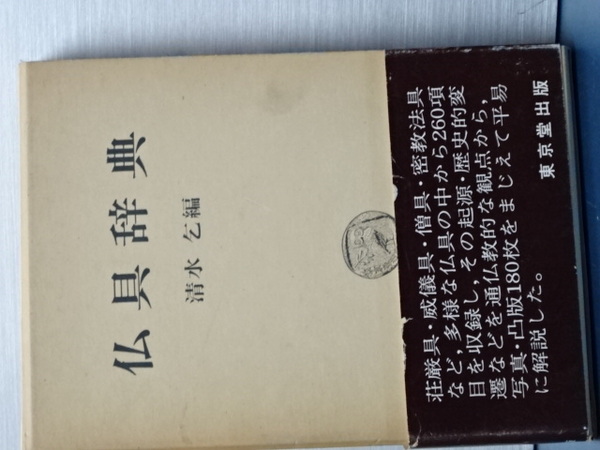 仏具辞典
清水 乞編
荘厳具・威儀具・僧具・密教法具
など,多様な仏具の中から260項
目を収録し,その起源・歴史的変
遷などを通仏教的な観点から,
写真・凸版180枚をまじえて平易
に解説した。
東京堂出版